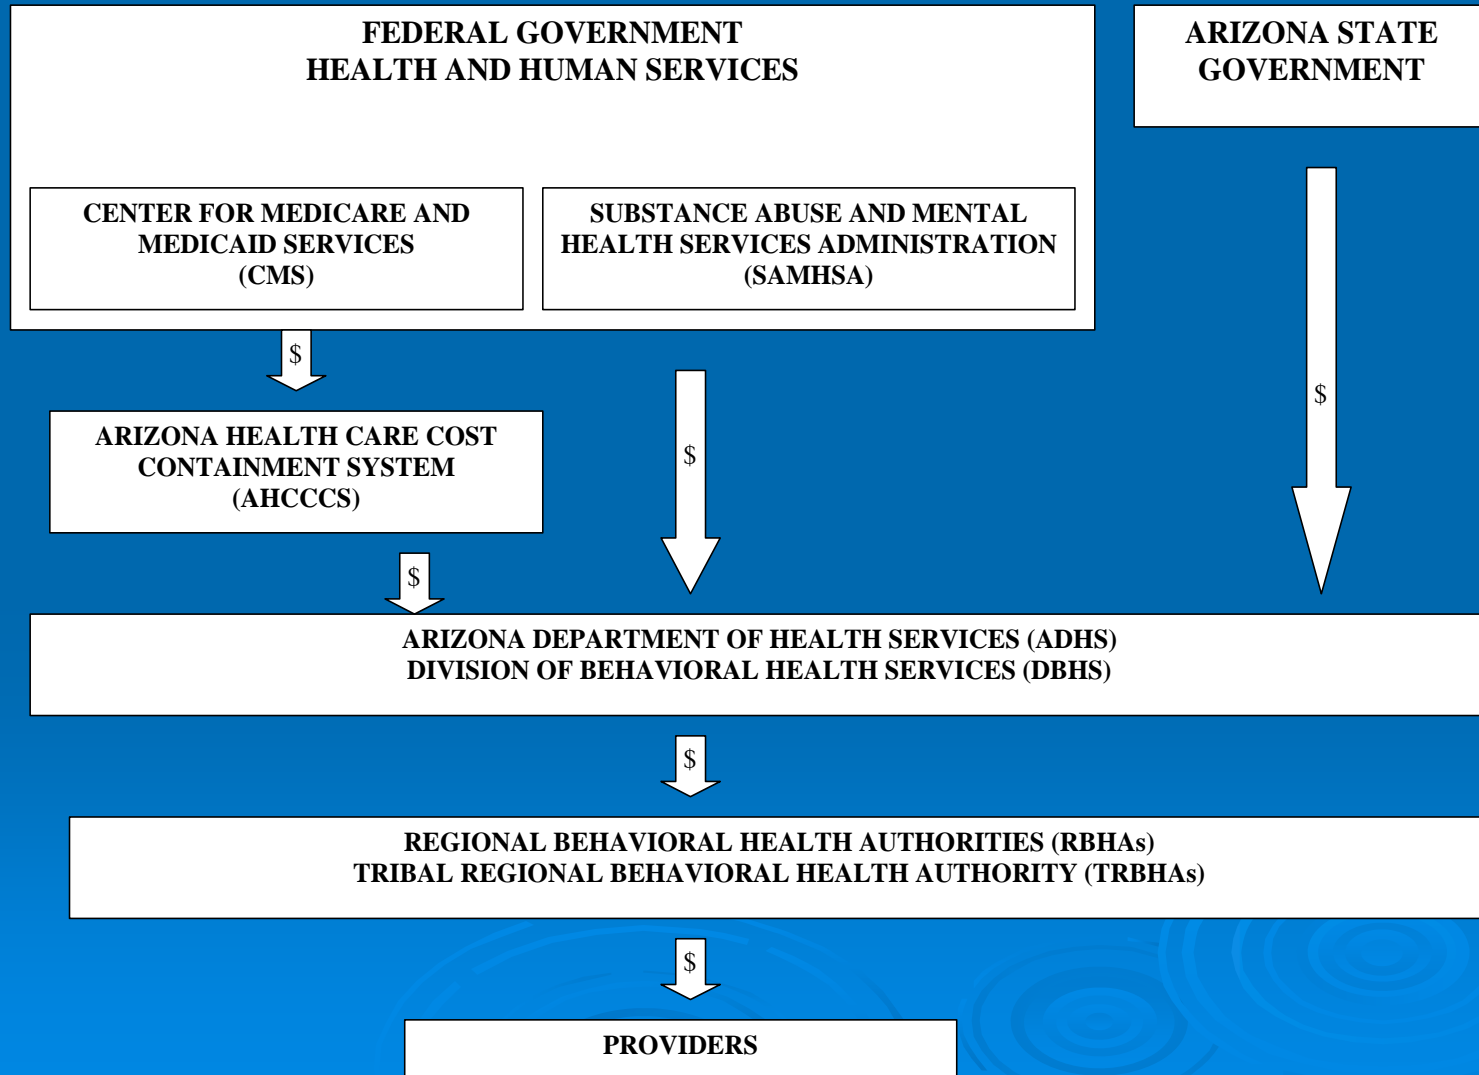 FEDERAL GOVERNMENT
HEALTH AND HUMAN SERVICES
ARIZONA STATE
GOVERNMENT
CENTER FOR MEDICARE AND
MEDICAID SERVICES
(CMS)
SUBSTANCE ABUSE AND MENTAL
HEALTH SERVICES ADMINISTRATION
(SAMHSA)
$
$
$
ARIZONA HEALTH CARE COST
CONTAINMENT SYSTEM
(AHCCCS)
$
ARIZONA DEPARTMENT OF HEALTH SERVICES (ADHS)
DIVISION OF BEHAVIORAL HEALTH SERVICES (DBHS)
$
REGIONAL BEHAVIORAL HEALTH AUTHORITIES (RBHAs)
TRIBAL REGIONAL BEHAVIORAL HEALTH AUTHORITY (TRBHAs)
$
PROVIDERS